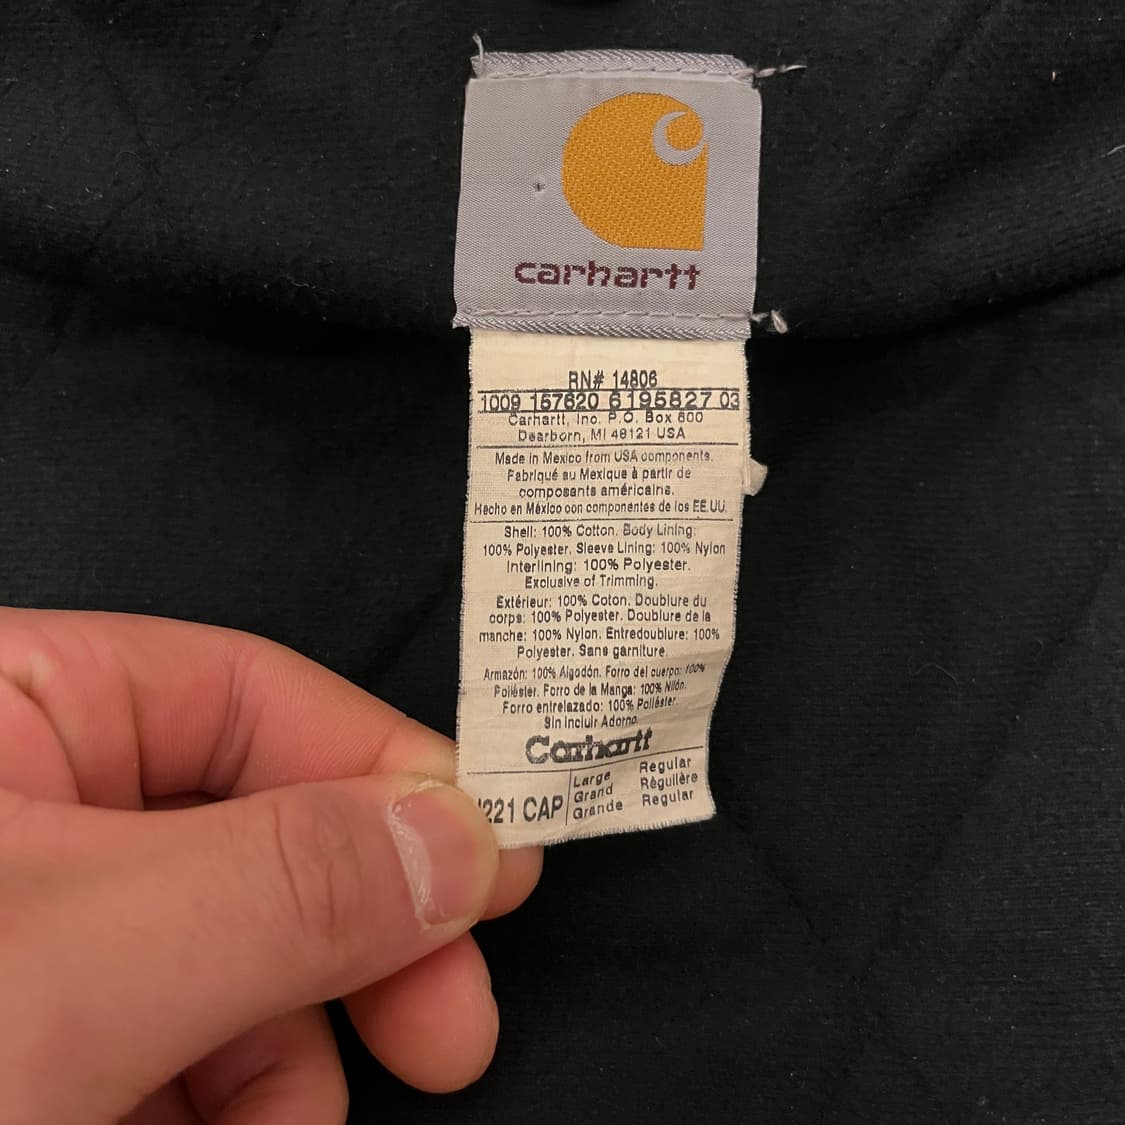 carhartt
RN# 14806
1009 157620 6195827 03
Carhartt, Inc. P.O. Box 600
Dearborn, MI 48121 USA
Made in Mexico from USA components.
Fabriqué au Mexique à partir de
composants américains.
Hecho en México con componentes de los EE.UU.
Shell: 100% Cotton. Body Lining:
100% Polyester. Sleeve Lining: 100% Nylon
Interlining: 100% Polyester.
Exclusive of Trimming.
Extérieur: 100% Coton. Doublure du
corps: 100% Polyester. Doublure de la
manche: 100% Nylon. Entredoublure: 100%
Polyester. Sans garniture.
Armazón: 100% Algodón. Forro del cuerpo: 100%
Poliéster. Forro de la Manga: 100% Nilón.
Forro entrelazado: 100% Poliéster.
Sin Incluir Adorno.
Carhartt
221 CAP
Large Regular
Grand Régulière
Grande Regular